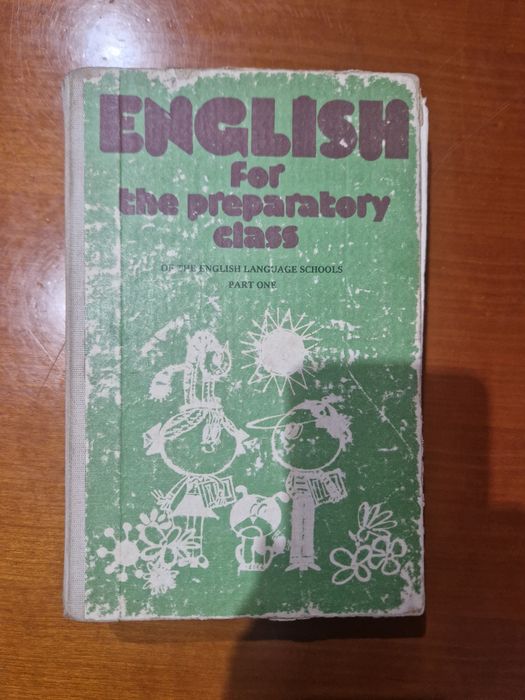 ENGLISH
for
the preparatory
class
OF THE ENGLISH LANGUAGE SCHOOLS
PART ONE